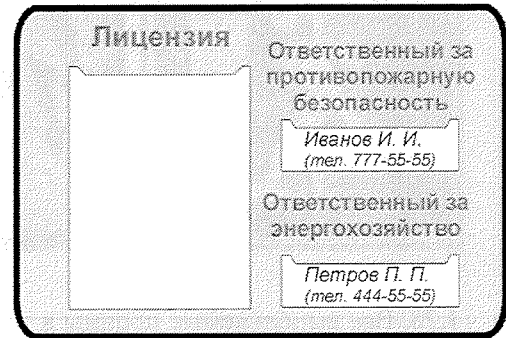 Лицензия
Ответственный за
противопожарную
безопасность
Иванов И. И.
(тел. 777-55-55)
Ответственный за
энергохозяйство
Петров П. П.
(тел. 444-55-55)